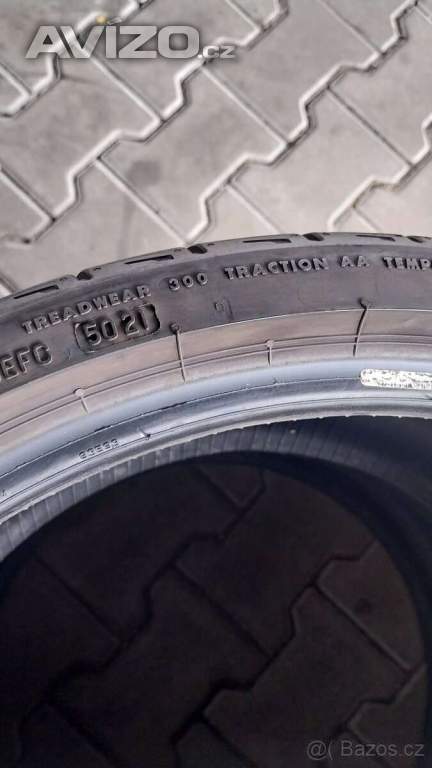 AVIZO.cz
TREADWEAR 300 TRACTION AA TEMP
EFC 5021
@ Bazos.cz